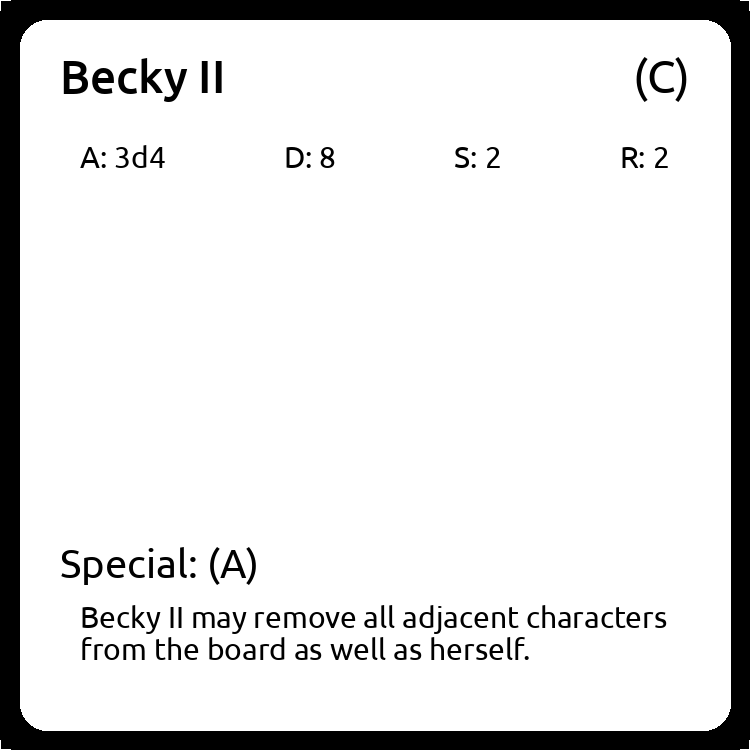 Becky II (C)
A: 3d4 D: 8 S: 2 R: 2
Special: (A)
Becky II may remove all adjacent characters
from the board as well as herself.